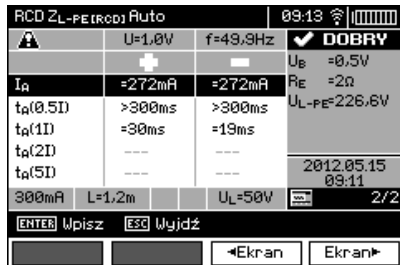 RCD ZL-PE[RCD] Auto 09:13
U=1,0V f=49,9Hz ✔ DOBRY
+ −
UB =0,5V
IA =272mA =272mA RE =2Ω
tA(0.5I) >300ms >300ms UL-PE=226,6V
tA(1I) =30ms =19ms
tA(2I) --- ---
tA(5I) --- --- 2012.05.15
09:11
300mA L=1,2m UL=50V 2/2
ENTER Wpisz ESC Wyjdź
◄Ekran Ekran►